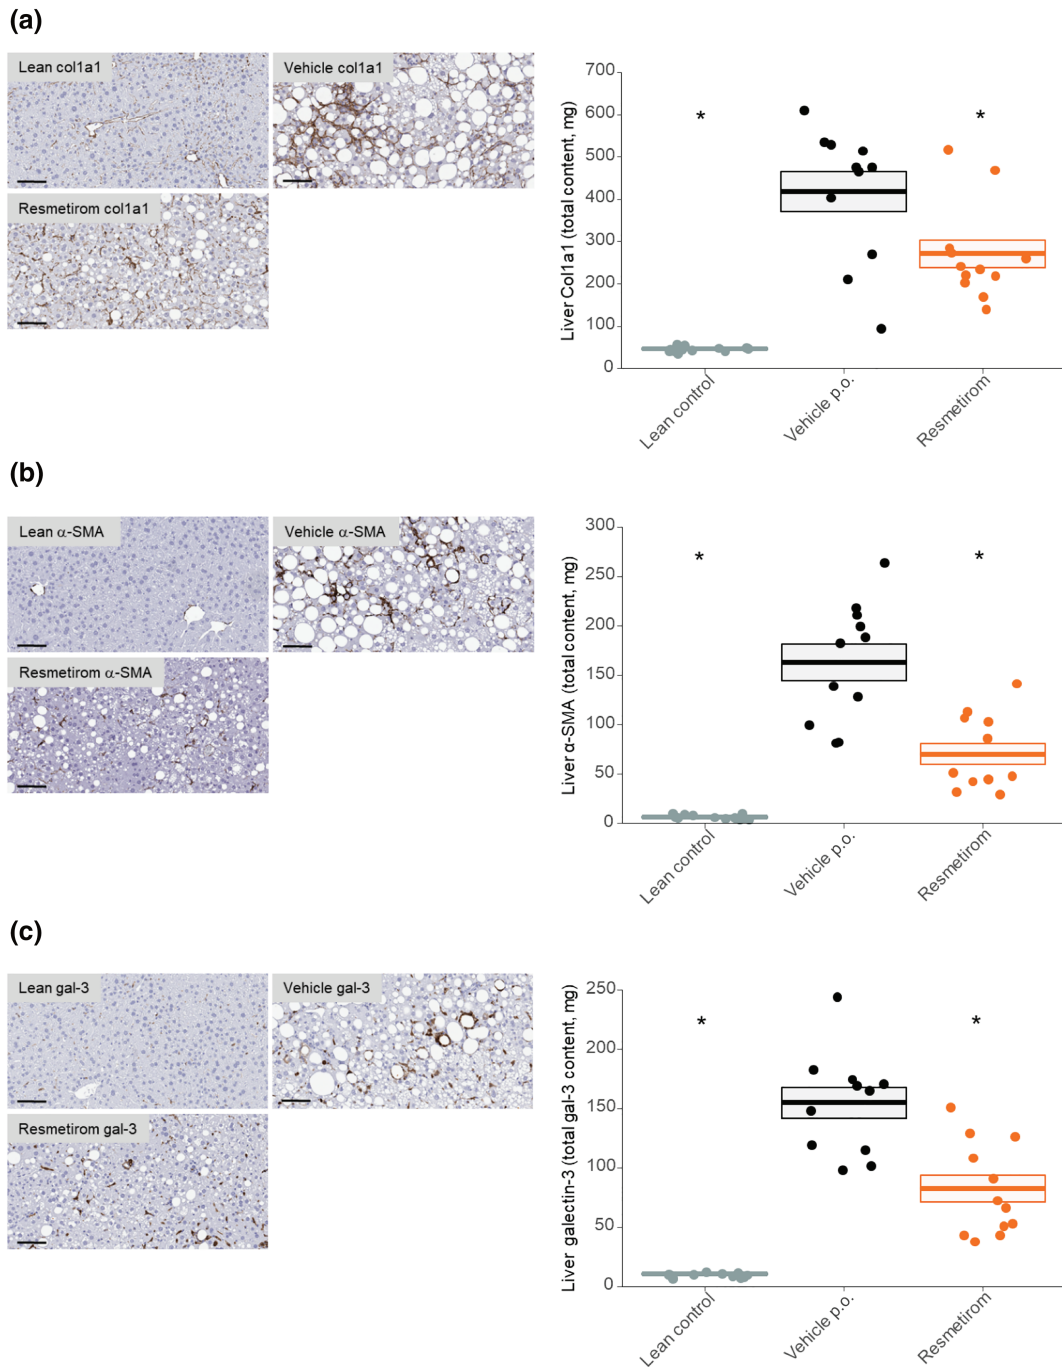 (a)
Lean col1a1
Vehicle col1a1
Resmetirom col1a1
Liver Col1a1 (total content, mg)
700
600
500
400
300
200
100
0
*
*
Lean control
Vehicle p.o.
Resmetirom
(b)
Lean α-SMA
Vehicle α-SMA
Resmetirom α-SMA
Liver α-SMA (total content, mg)
300
250
200
150
100
50
0
*
*
Lean control
Vehicle p.o.
Resmetirom
(c)
Lean gal-3
Vehicle gal-3
Resmetirom gal-3
Liver galectin-3 (total gal-3 content, mg)
250
200
150
100
50
0
*
*
Lean control
Vehicle p.o.
Resmetirom